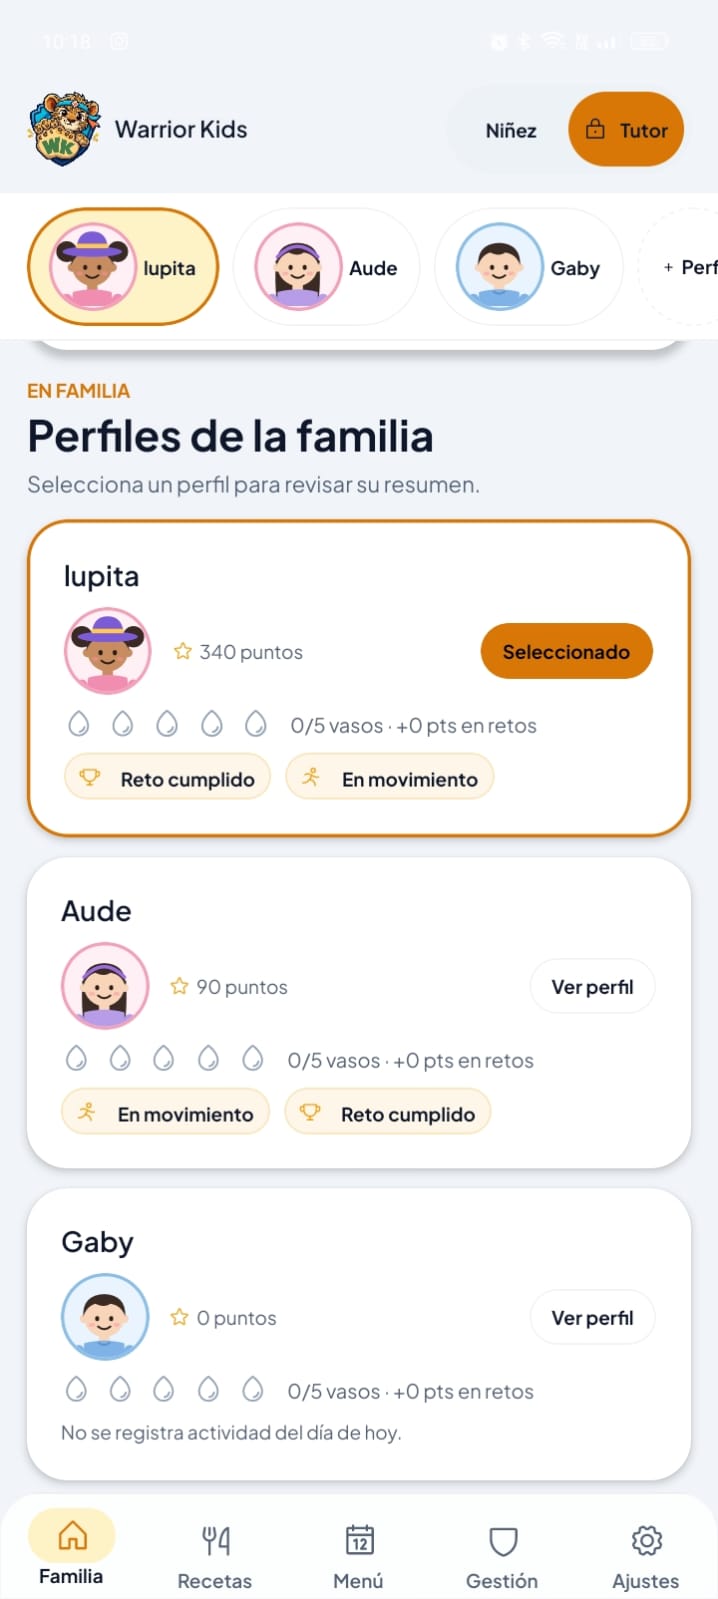 10:18
WK
Warrior Kids
Niñez
Tutor
lupita
Aude
Gaby
+ Perf
EN FAMILIA
Perfiles de la familia
Selecciona un perfil para revisar su resumen.
lupita
340 puntos
Seleccionado
0/5 vasos · +0 pts en retos
Reto cumplido
En movimiento
Aude
90 puntos
Ver perfil
0/5 vasos · +0 pts en retos
En movimiento
Reto cumplido
Gaby
0 puntos
Ver perfil
0/5 vasos · +0 pts en retos
No se registra actividad del día de hoy.
12
Familia
Recetas
Menú
Gestión
Ajustes